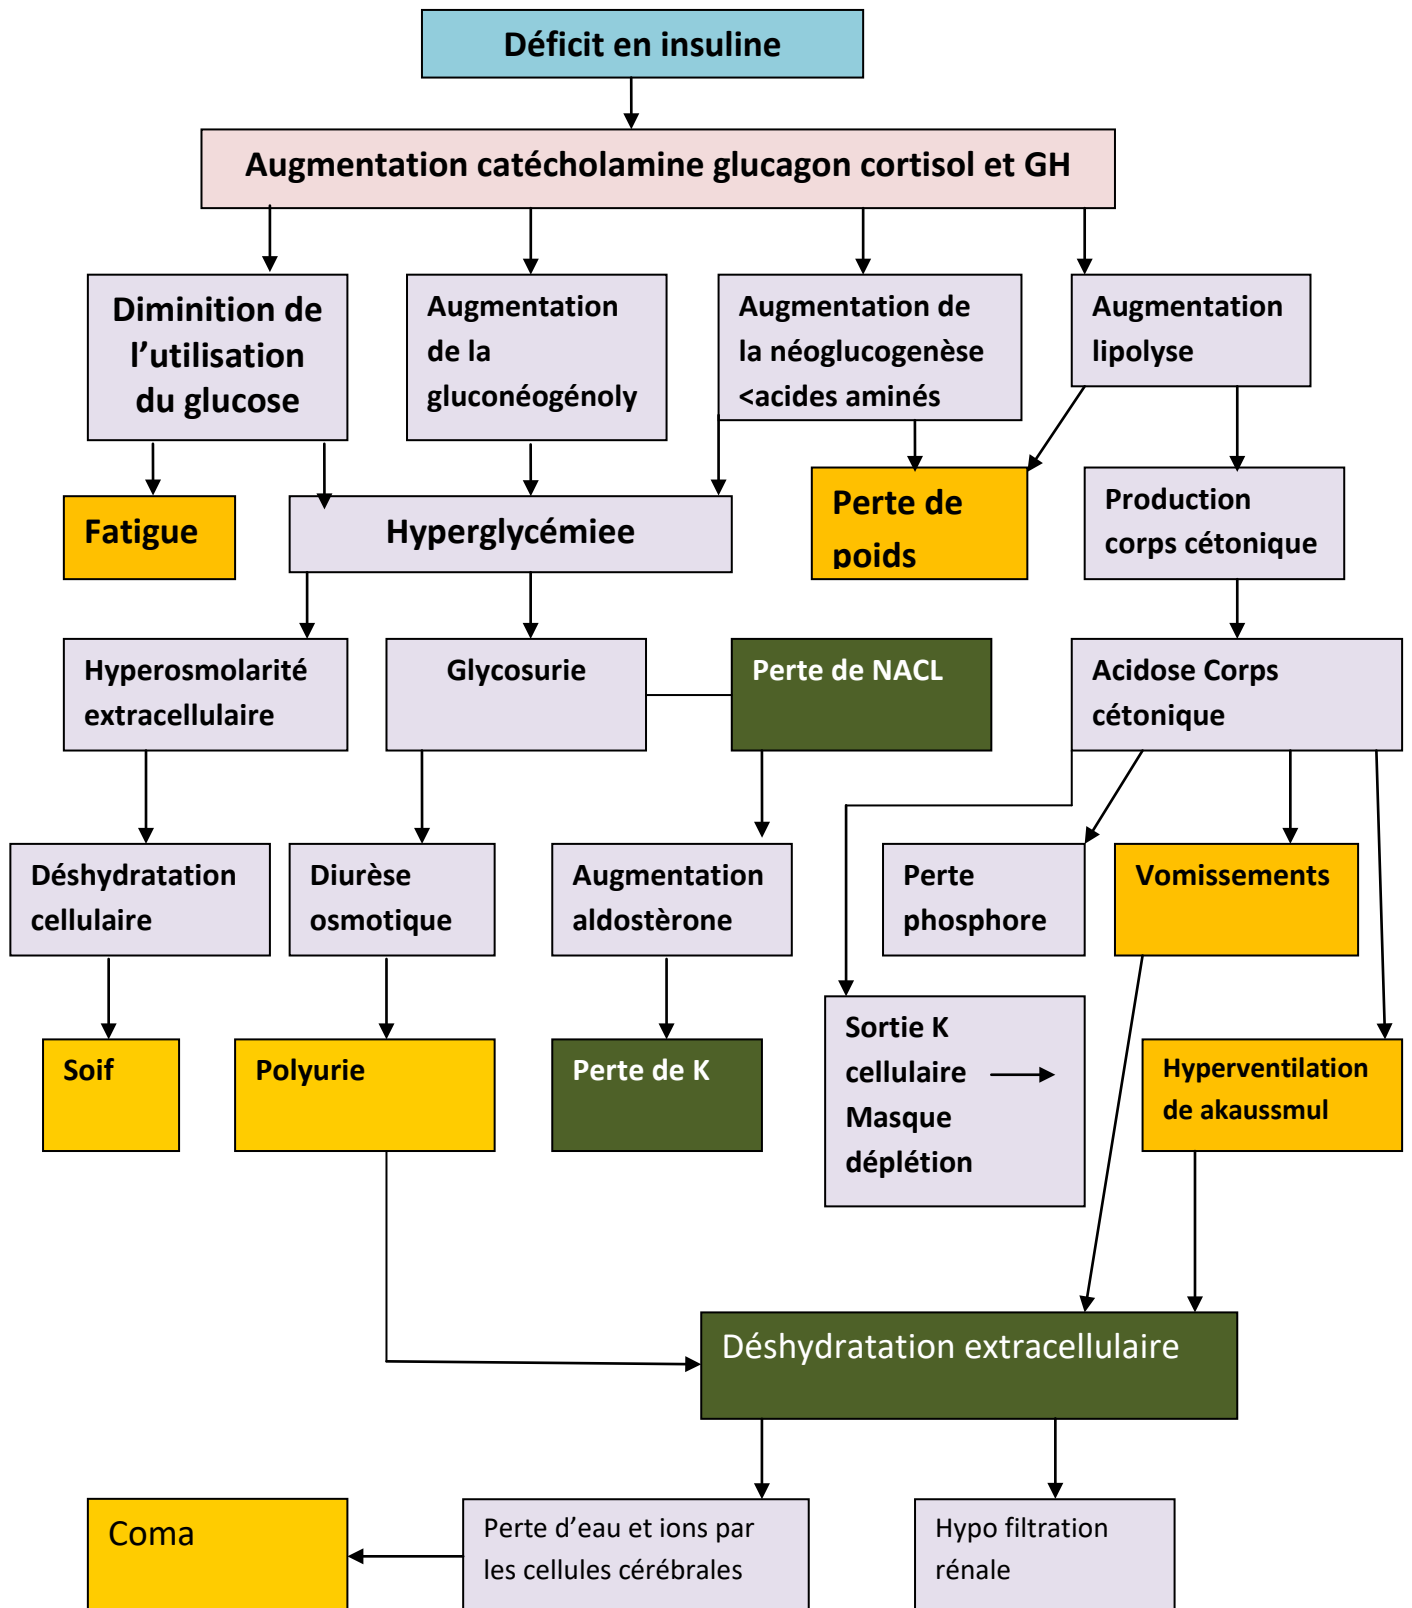 Déficit en insuline
Augmentation catécholamine glucagon cortisol et GH
Diminition de
l’utilisation
du glucose
Augmentation
de la
gluconéogénoly
Augmentation de
la néoglucogenèse
<acides aminés
Augmentation
lipolyse
Fatigue
Hyperglycémiee
Perte de
poids
Production
corps cétonique
Hyperosmolarité
extracellulaire
Glycosurie
Perte de NACL
Acidose Corps
cétonique
Déshydratation
cellulaire
Diurèse
osmotique
Augmentation
aldostèrone
Perte
phosphore
Vomissements
Soif
Polyurie
Perte de K
Sortie K
cellulaire
Masque
déplétion
Hyperventilation
de akaussmul
Déshydratation extracellulaire
Coma
Perte d’eau et ions par
les cellules cérébrales
Hypo filtration
rénale